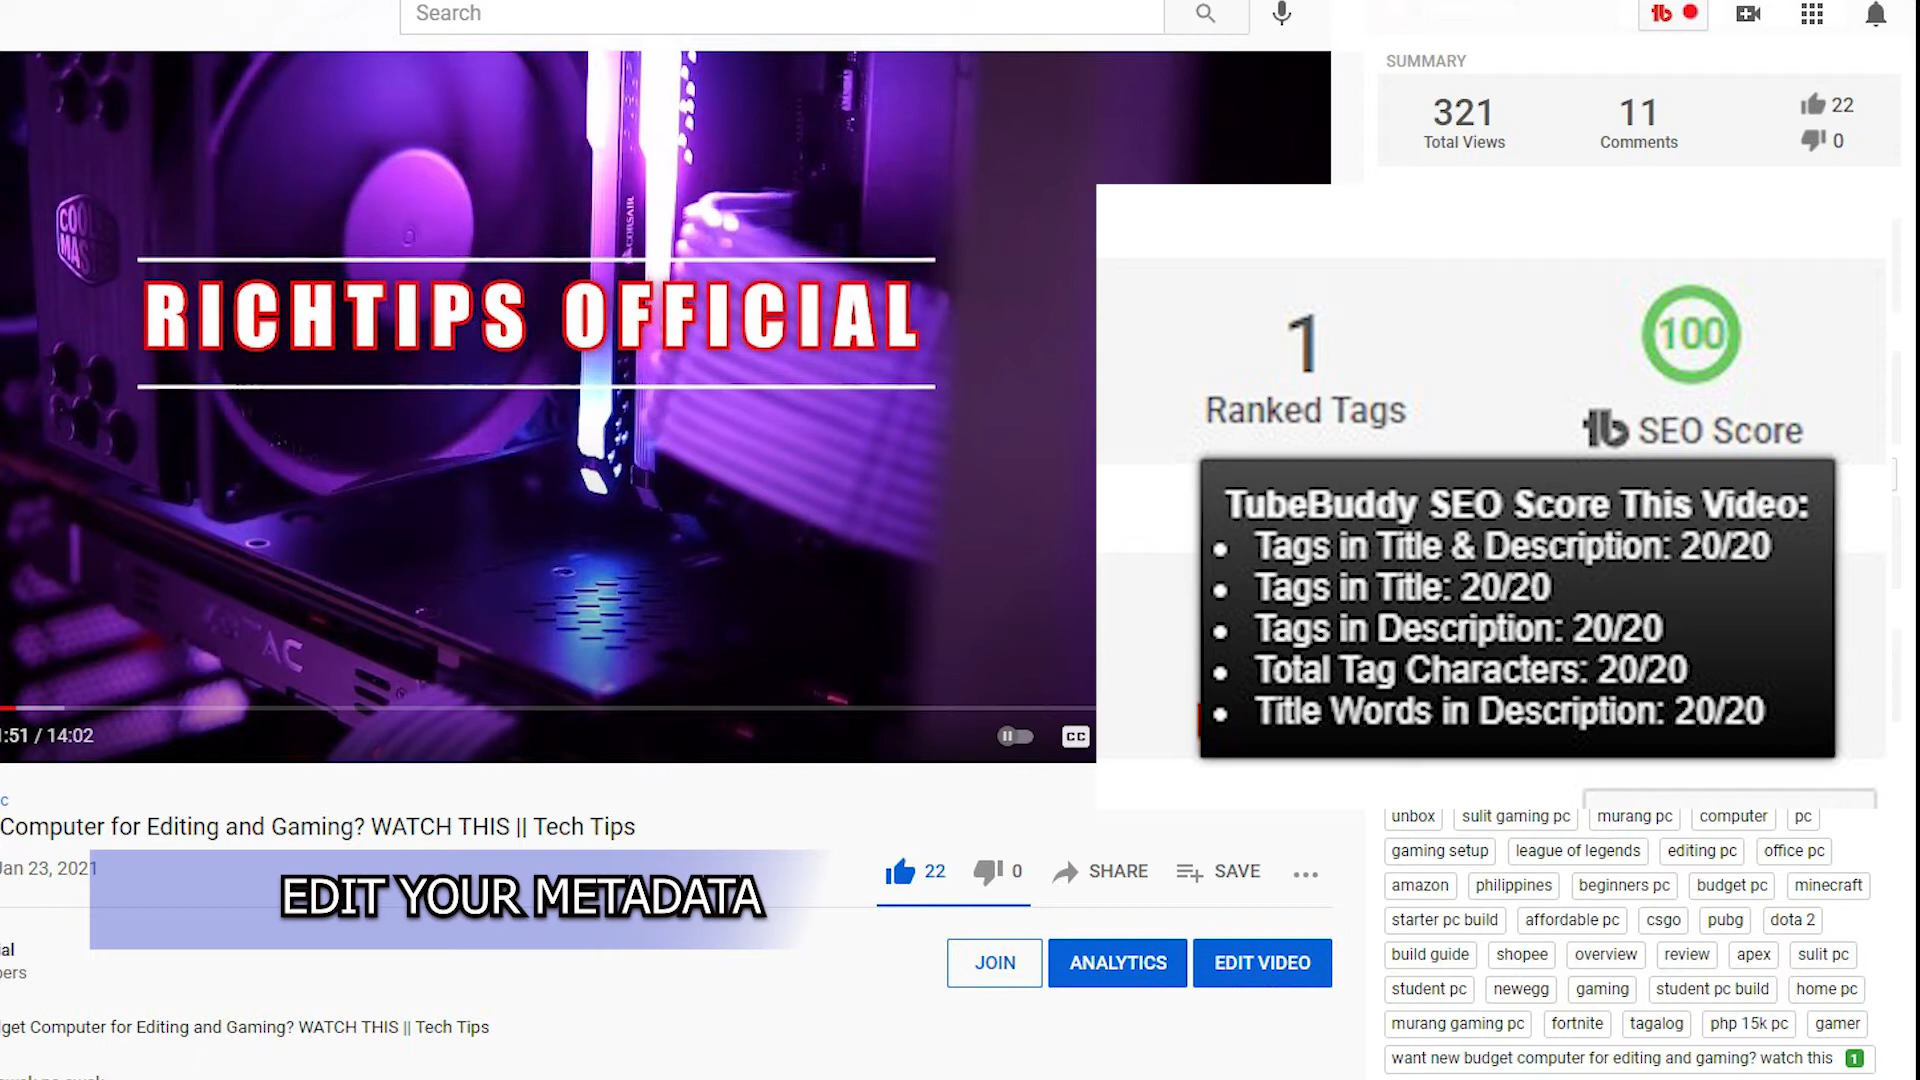 Search
SUMMARY
321
Total Views
11
Comments
22
0
COOL
MAS
CORSAIR
RICHTIPS OFFICIAL
1
Ranked Tags
100
SEO Score
TubeBuddy SEO Score This Video:
• Tags in Title & Description: 20/20
• Tags in Title: 20/20
• Tags in Description: 20/20
• Total Tag Characters: 20/20
• Title Words in Description: 20/20
:51 / 14:02
CC
c
Computer for Editing and Gaming? WATCH THIS || Tech Tips
Jan 23, 2021
22 0 SHARE SAVE
EDIT YOUR METADATA
ial
bers
JOIN ANALYTICS EDIT VIDEO
get Computer for Editing and Gaming? WATCH THIS || Tech Tips
unbox sulit gaming pc murang pc computer pc
gaming setup league of legends editing pc office pc
amazon philippines beginners pc budget pc minecraft
starter pc build affordable pc csgo pubg dota 2
build guide shopee overview review apex sulit pc
student pc newegg gaming student pc build home pc
murang gaming pc fortnite tagalog php 15k pc gamer
want new budget computer for editing and gaming? watch this 1